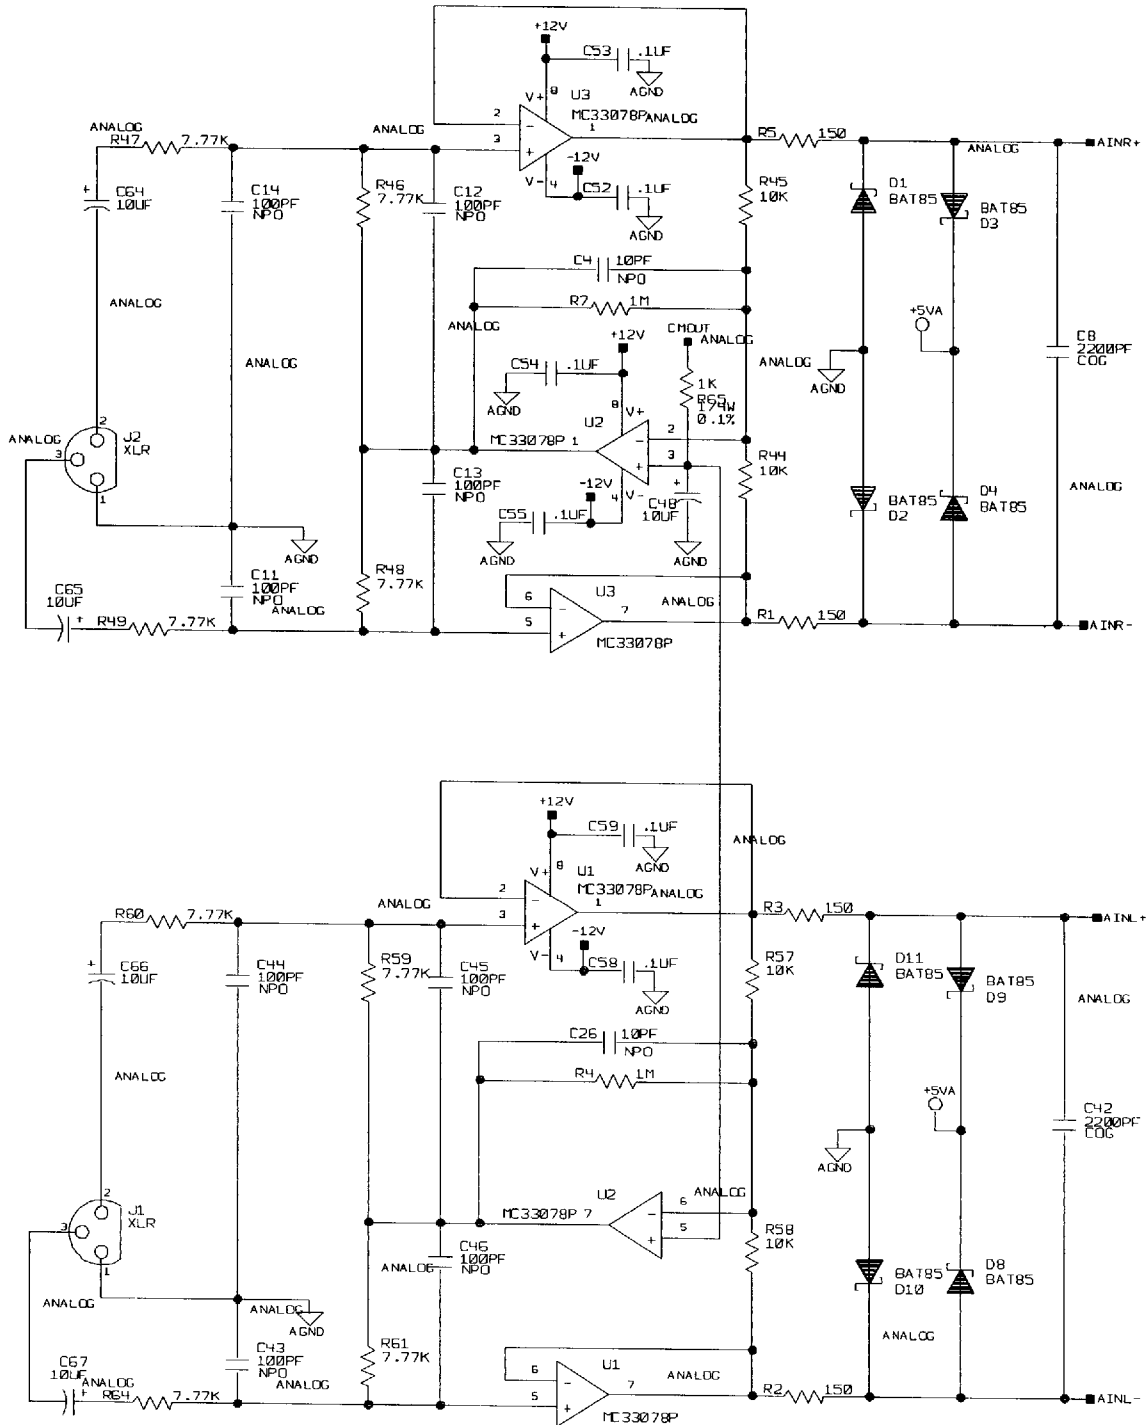 +12V
C53 .1UF
AGND
V+ 8
U3
MC33078P
ANALOG
2
3
1
-12V
V- 4
C52 .1UF
AGND
ANALOG
R47 7.77K
ANALOG
R5 150
ANALOG
AINR+
+
C64
10UF
C14
100PF
NPO
R46
7.77K
C12
100PF
NPO
R45
10K
D1
BAT85
BAT85
D3
C4 10PF
NPO
R7 1M
ANALOG
ANALOG
+12V
CMOUT
ANALOG
+5VA
C8
2200PF
COG
ANALOG
ANALOG
AGND
C54 .1UF
AGND
1K
R65
1/4W
0.1%
8
U2
V+
MC33078P 1
2
3
ANALOG
2
3
1
J2
XLR
C13
100PF
NPO
R44
10K
-12V
4 V-
+
C48
10UF
C55 .1UF
AGND
AGND
BAT85
D2
D4
BAT85
ANALOG
AGND
R48
7.77K
C11
100PF
NPO
ANALOG
C65
10UF
+
R49 7.77K
U3
6
5
7
MC33078P
ANALOG
R1 150
AINR-
+12V
C59 .1UF
AGND
ANALOG
V+ 8
U1
MC33078P
ANALOG
2
3
1
-12V
V- 4
C58 .1UF
AGND
R60 7.77K
ANALOG
R3 150
AINL+
+
C66
10UF
C44
100PF
NPO
R59
7.77K
C45
100PF
NPO
R57
10K
D11
BAT85
BAT85
D9
ANALOG
C26 10PF
NPO
R4 1M
ANALOG
+5VA
C42
2200PF
COG
AGND
U2
MC33078P 7
6
5
ANALOG
2
3
1
J1
XLR
C46
100PF
NPO
ANALOG
R58
10K
BAT85
D10
D8
BAT85
ANALOG
ANALOG
ANALOG
AGND
R61
7.77K
C43
100PF
NPO
ANALOG
C67
10UF
ANALOG
+
R64 7.77K
U1
6
5
7
MC33078P
ANALOG
R2 150
AINL-